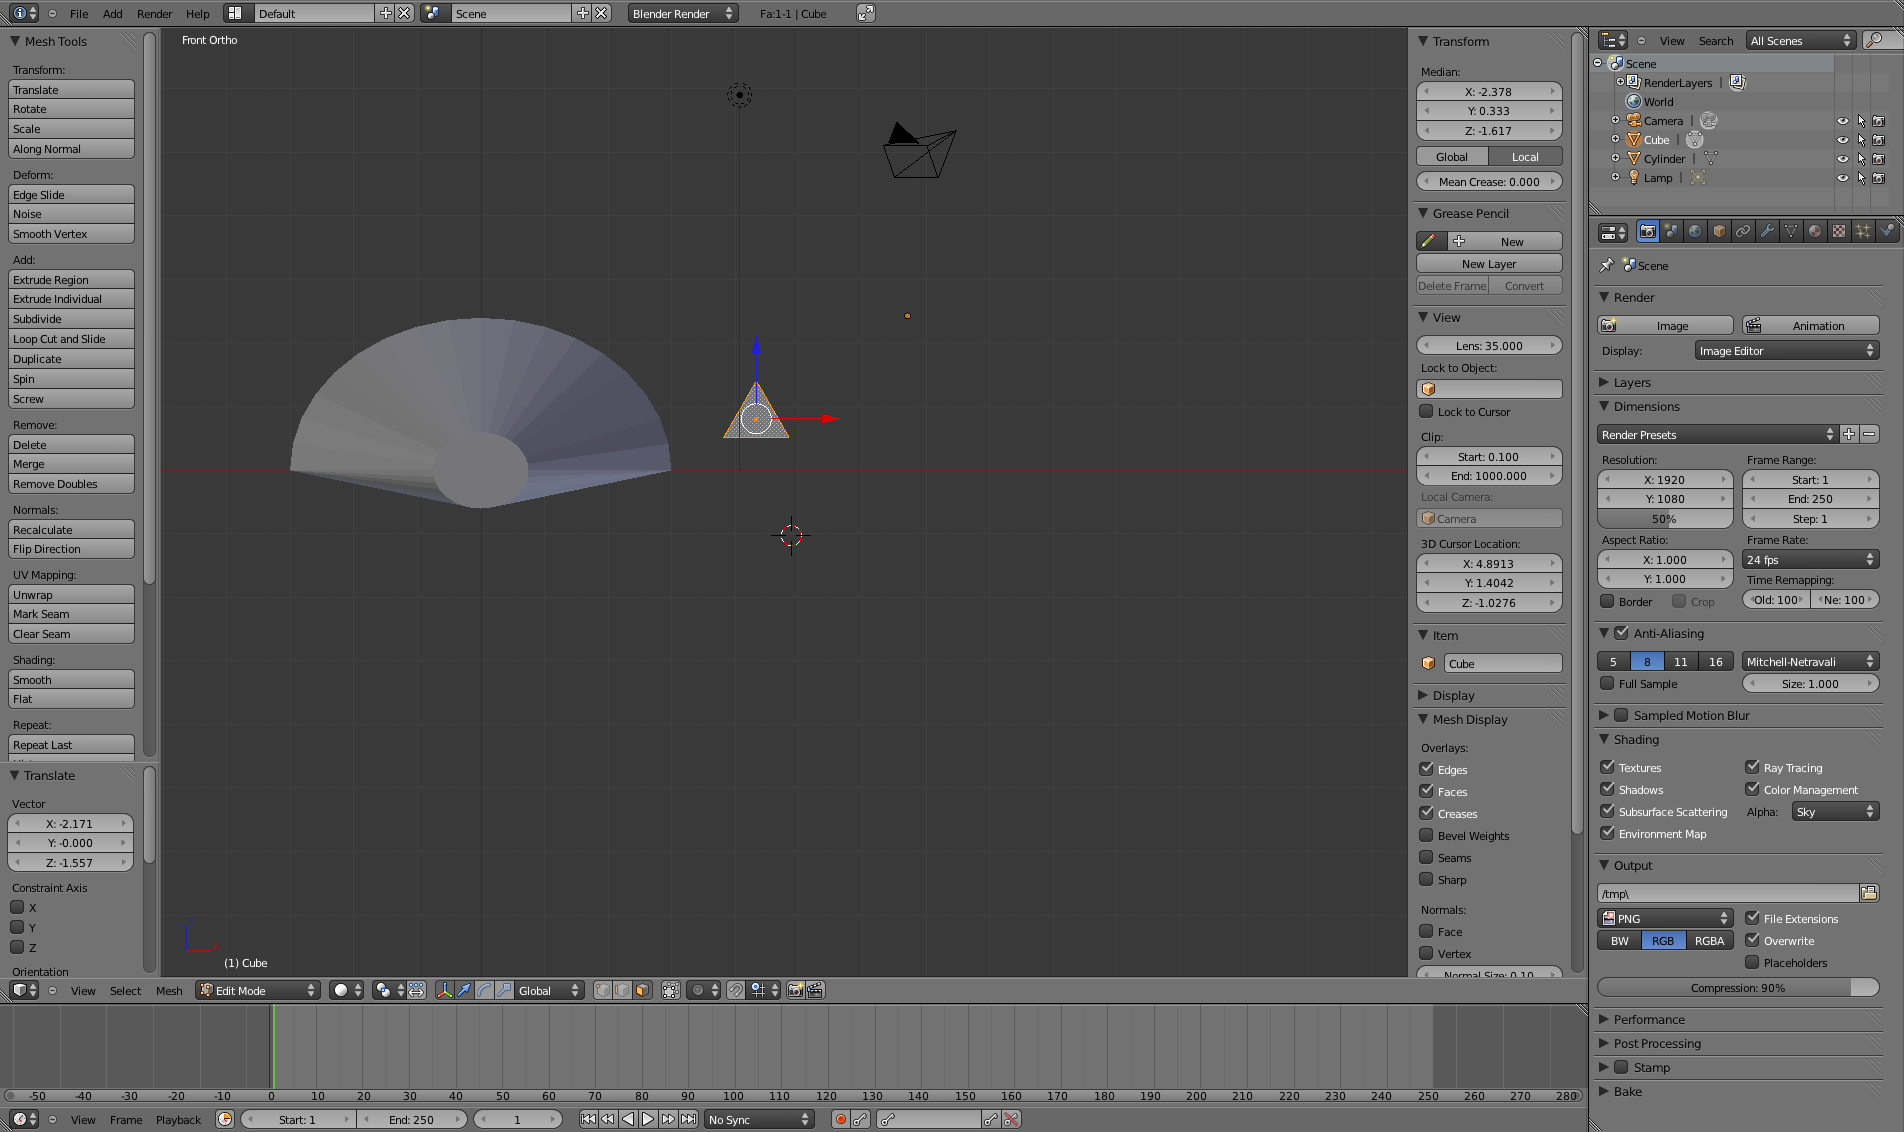 File Add Render Help Default Scene Blender Render Fa:1-1 | Cube
Mesh Tools
Transform:
Translate
Rotate
Scale
Along Normal
Deform:
Edge Slide
Noise
Smooth Vertex
Add:
Extrude Region
Extrude Individual
Subdivide
Loop Cut and Slide
Duplicate
Spin
Screw
Remove:
Delete
Merge
Remove Doubles
Normals:
Recalculate
Flip Direction
UV Mapping:
Unwrap
Mark Seam
Clear Seam
Shading:
Smooth
Flat
Repeat:
Repeat Last
Translate
Vector
X: -2.171
Y: -0.000
Z: -1.557
Constraint Axis
X
Y
Z
Orientation
Front Ortho
(1) Cube
Transform
Median:
X: -2.378
Y: 0.333
Z: -1.617
Global Local
Mean Crease: 0.000
Grease Pencil
New
New Layer
Delete Frame Convert
View
Lens: 35.000
Lock to Object:
Lock to Cursor
Clip:
Start: 0.100
End: 1000.000
Local Camera:
Camera
3D Cursor Location:
X: 4.8913
Y: 1.4042
Z: -1.0276
Item
Cube
Display
Mesh Display
Overlays:
Edges
Faces
Creases
Bevel Weights
Seams
Sharp
Normals:
Face
Vertex
Normal Size: 0.10
View Search All Scenes
Scene
RenderLayers |
World
Camera |
Cube |
Cylinder |
Lamp |
Scene
Render
Image Animation
Display: Image Editor
Layers
Dimensions
Render Presets
Resolution: Frame Range:
X: 1920 Start: 1
Y: 1080 End: 250
50% Step: 1
Aspect Ratio: Frame Rate:
X: 1.000 24 fps
Y: 1.000 Time Remapping:
Border Crop Old: 100 Ne: 100
Anti-Aliasing
5 8 11 16 Mitchell-Netravali
Full Sample Size: 1.000
Sampled Motion Blur
Shading
Textures Ray Tracing
Shadows Color Management
Subsurface Scattering Alpha: Sky
Environment Map
Output
/tmp\
PNG File Extensions
BW RGB RGBA Overwrite
Placeholders
Compression: 90%
Performance
Post Processing
Stamp
Bake
View Select Mesh Edit Mode Global
-50 -40 -30 -20 -10 0 10 20 30 40 50 60 70 80 90 100 110 120 130 140 150 160 170 180 190 200 210 220 230 240 250 260 270 280
View Frame Playback Start: 1 End: 250 1 No Sync